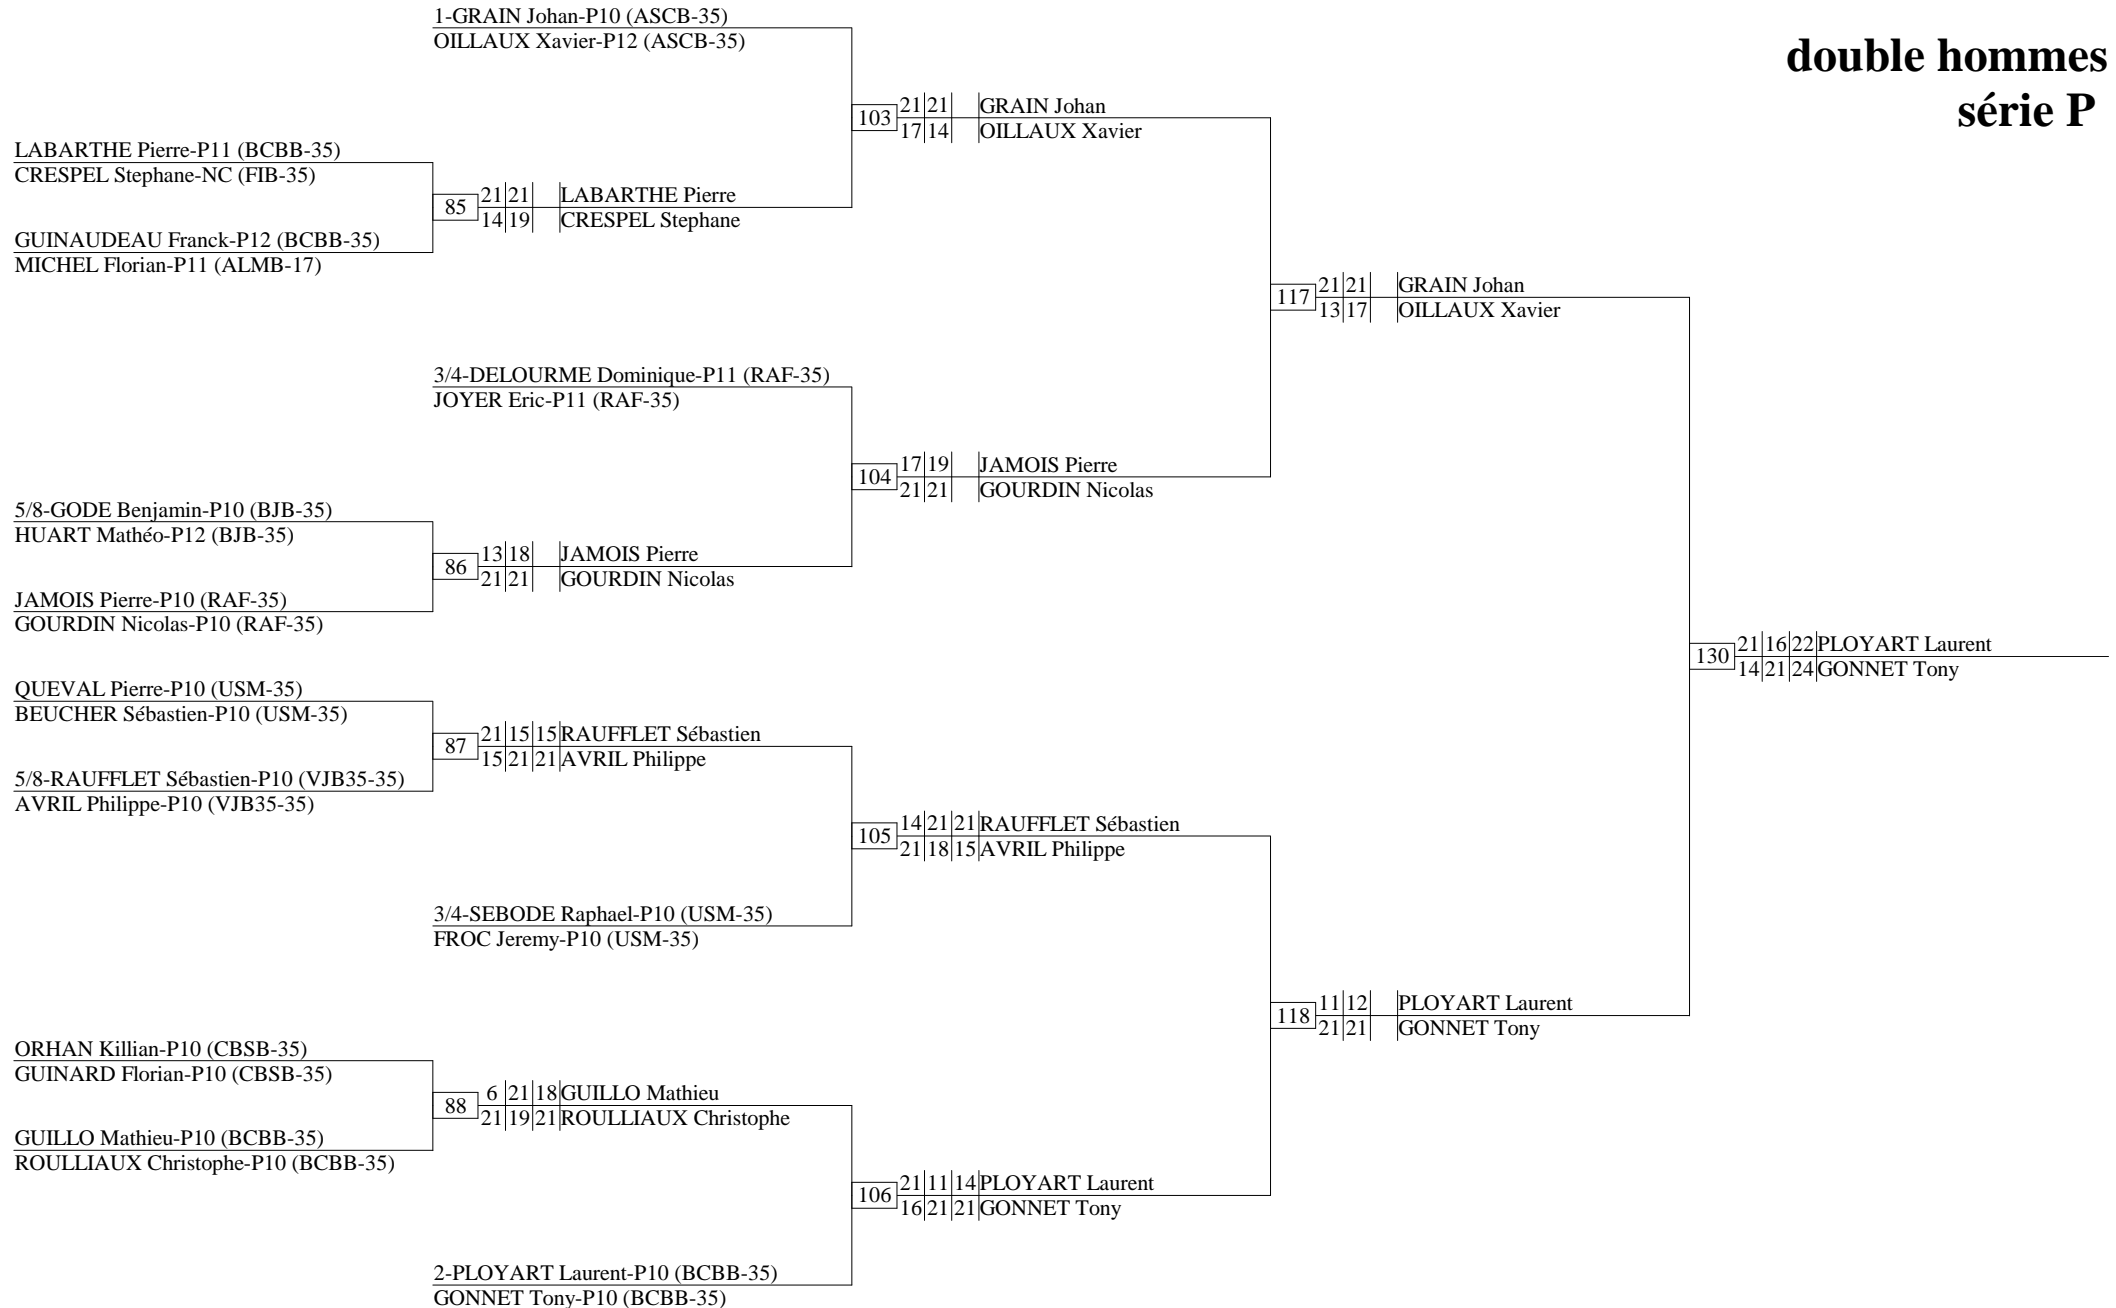 double hommes
série P
1-GRAIN Johan-P10 (ASCB-35)
OILLAUX Xavier-P12 (ASCB-35)
LABARTHE Pierre-P11 (BCBB-35)
CRESPEL Stephane-NC (FIB-35)
GUINAUDEAU Franck-P12 (BCBB-35)
MICHEL Florian-P11 (ALMB-17)
85
21 21 LABARTHE Pierre
14 19 CRESPEL Stephane
103
21 21 GRAIN Johan
17 14 OILLAUX Xavier
3/4-DELOURME Dominique-P11 (RAF-35)
JOYER Eric-P11 (RAF-35)
5/8-GODE Benjamin-P10 (BJB-35)
HUART Mathéo-P12 (BJB-35)
JAMOIS Pierre-P10 (RAF-35)
GOURDIN Nicolas-P10 (RAF-35)
86
13 18 JAMOIS Pierre
21 21 GOURDIN Nicolas
104
17 19 JAMOIS Pierre
21 21 GOURDIN Nicolas
117
21 21 GRAIN Johan
13 17 OILLAUX Xavier
QUEVAL Pierre-P10 (USM-35)
BEUCHER Sébastien-P10 (USM-35)
5/8-RAUFFLET Sébastien-P10 (VJB35-35)
AVRIL Philippe-P10 (VJB35-35)
87
21 15 15 RAUFFLET Sébastien
15 21 21 AVRIL Philippe
3/4-SEBODE Raphael-P10 (USM-35)
FROC Jeremy-P10 (USM-35)
105
14 21 21 RAUFFLET Sébastien
21 18 15 AVRIL Philippe
ORHAN Killian-P10 (CBSB-35)
GUINARD Florian-P10 (CBSB-35)
GUILLO Mathieu-P10 (BCBB-35)
ROULLIAUX Christophe-P10 (BCBB-35)
88
6 21 18 GUILLO Mathieu
21 19 21 ROULLIAUX Christophe
2-PLOYART Laurent-P10 (BCBB-35)
GONNET Tony-P10 (BCBB-35)
106
21 11 14 PLOYART Laurent
16 21 21 GONNET Tony
118
11 12 PLOYART Laurent
21 21 GONNET Tony
130
21 16 22 PLOYART Laurent
14 21 24 GONNET Tony